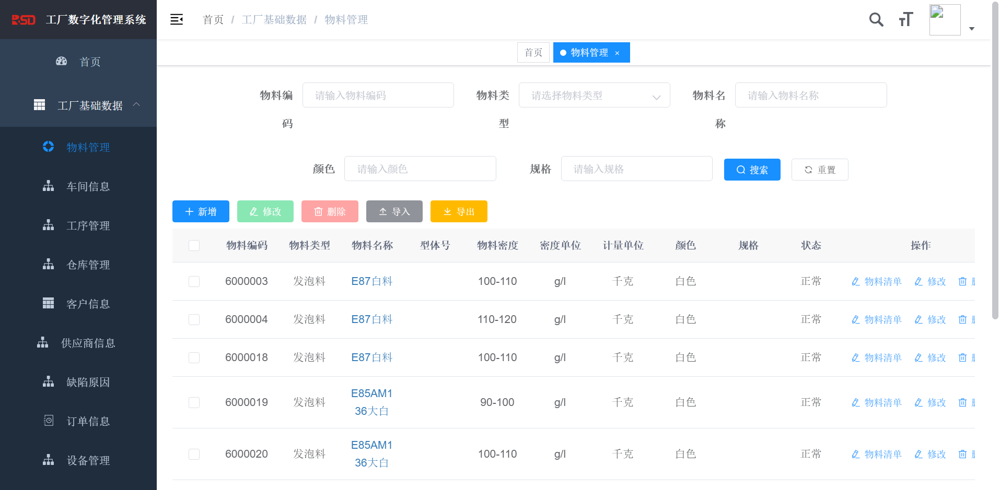 RSD 工厂数字化管理系统
首页 / 工厂基础数据 / 物料管理
首页
物料管理 ×
首页
工厂基础数据
物料管理
车间信息
工序管理
仓库管理
客户信息
供应商信息
缺陷原因
订单信息
设备管理
物料编码 请输入物料编码
物料类型 请选择物料类型
物料名称 请输入物料名称
颜色 请输入颜色
规格 请输入规格
搜索 重置
新增 修改 删除 导入 导出
物料编码 物料类型 物料名称 型体号 物料密度 密度单位 计量单位 颜色 规格 状态 操作
6000003 发泡料 E87白料 100-110 g/l 千克 白色 正常 物料清单 修改
6000004 发泡料 E87白料 110-120 g/l 千克 白色 正常 物料清单 修改
6000018 发泡料 E87白料 100-110 g/l 千克 白色 正常 物料清单 修改
6000019 发泡料 E85AM136大白 90-100 g/l 千克 白色 正常 物料清单 修改
6000020 发泡料 E85AM136大白 100-110 g/l 千克 白色 正常 物料清单 修改